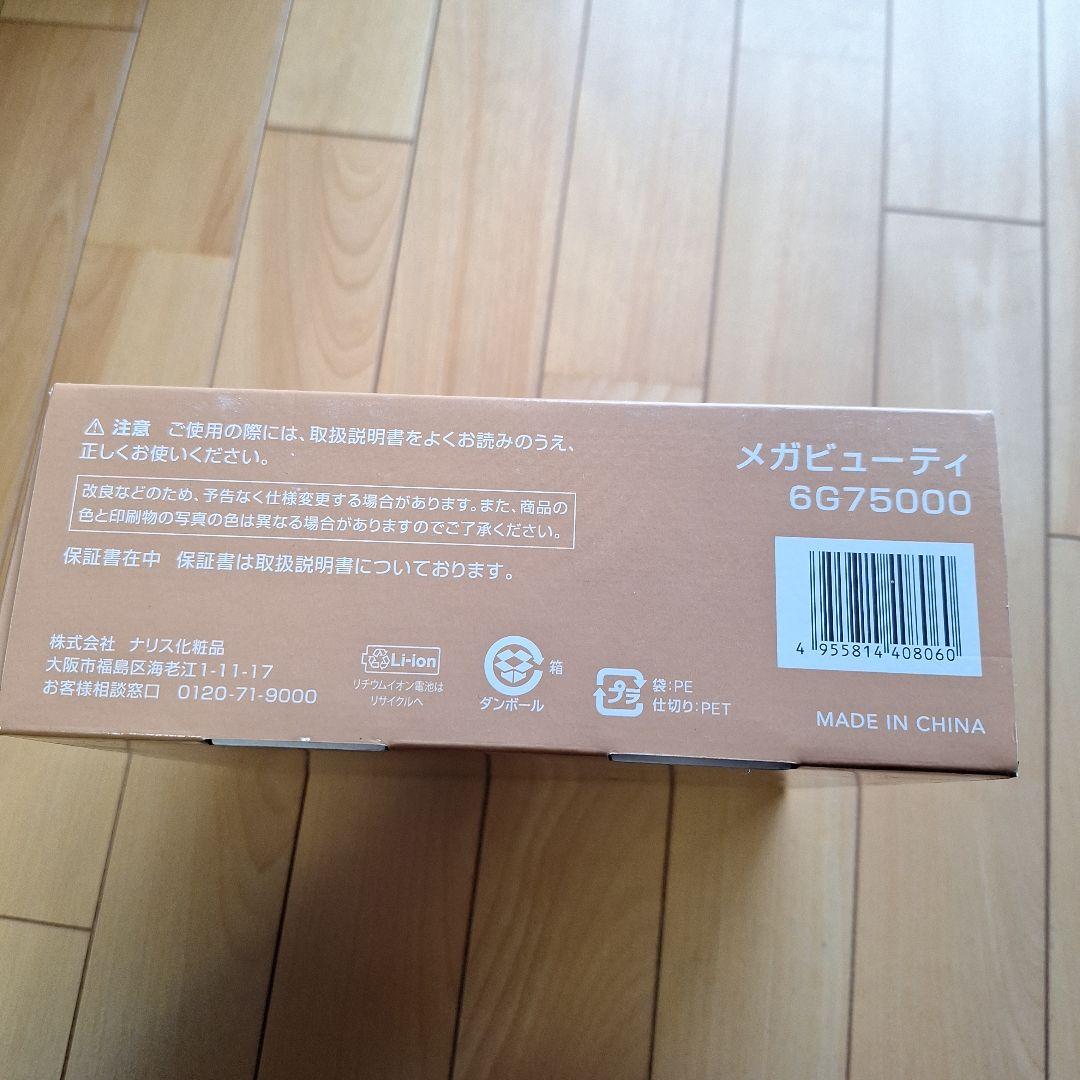 ⚠ 注意 ご使用の際には、取扱説明書をよくお読みのうえ、
正しくお使いください。
改良などのため、予告なく仕様変更する場合があります。また、商品の
色と印刷物の写真の色は異なる場合がありますのでご了承ください。
保証書在中 保証書は取扱説明書についております。
メガビューティ
6G75000
4 955814 408060
株式会社 ナリス化粧品
大阪市福島区海老江1-11-17
お客様相談窓口 0120-71-9000
Li-ion
リチウムイオン電池は
リサイクルへ
箱
ダンボール
プラ
袋:PE
仕切り:PET
MADE IN CHINA